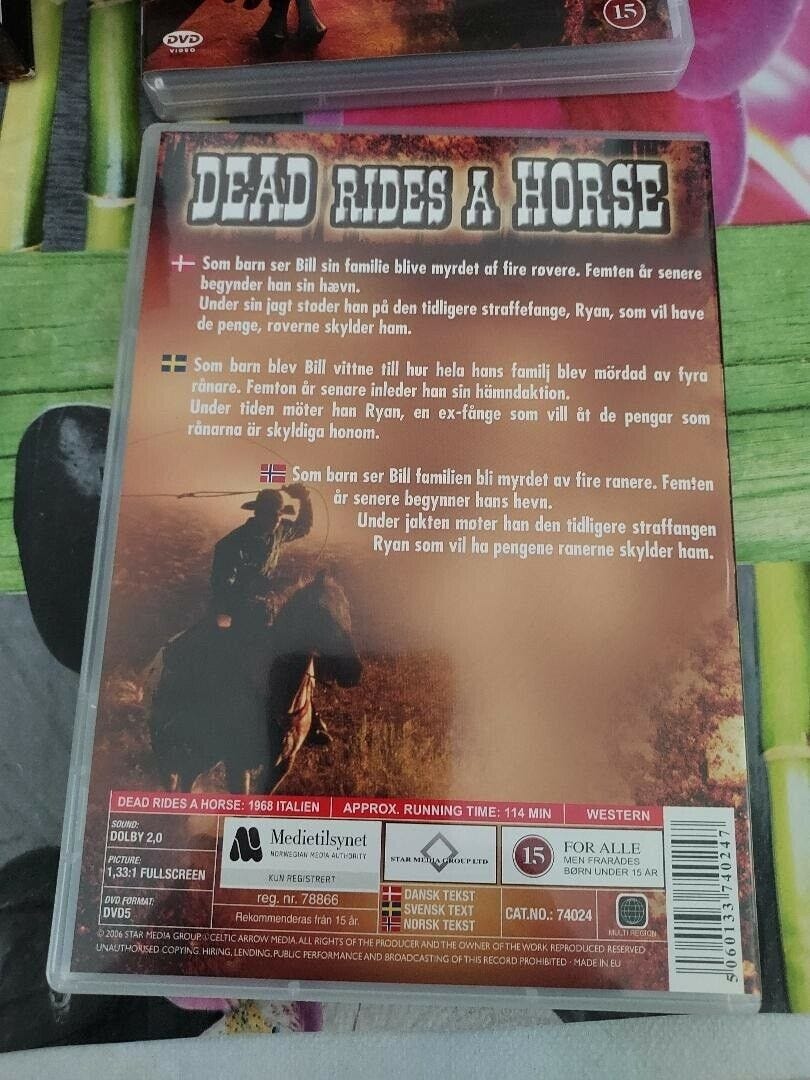 15
DVD
VIDEO
DEAD RIDES A HORSE
Som barn ser Bill sin familie blive myrdet af fire røvere. Femten år senere
begynder han sin hævn.
Under sin jagt støder han på den tidligere straffefange, Ryan, som vil have
de penge, røverne skylder ham.
Som barn blev Bill vittne till hur hela hans familj blev mördad av fyra
rånare. Femton år senare inleder han sin hämndaktion.
Under tiden möter han Ryan, en ex-fånge som vill åt de pengar som
rånarna är skyldiga honom.
Som barn ser Bill familien bli myrdet av fire ranere. Femten
år senere begynner hans hevn.
Under jakten møter han den tidligere straffangen
Ryan som vil ha pengene ranerne skylder ham.
DEAD RIDES A HORSE: 1968 ITALIEN APPROX. RUNNING TIME: 114 MIN WESTERN
SOUND:
DOLBY 2,0
PICTURE:
1,33:1 FULLSCREEN
DVD FORMAT:
DVD5
Medietilsynet
NORWEGIAN MEDIA AUTHORITY
KUN REGISTRERT
reg. nr. 78866
Rekommenderas från 15 år.
STAR MEDIA GROUP LTD
15
FOR ALLE
MEN FRARÅDES
BØRN UNDER 15 ÅR
DANSK TEKST
SVENSK TEXT
NORSK TEKST
CAT.NO.: 74024
MULTI REGION
5060133740247
© 2006 STAR MEDIA GROUP © CELTIC ARROW MEDIA. ALL RIGHTS OF THE PRODUCER AND THE OWNER OF THE WORK REPRODUCED RESERVED
UNAUTHOUSED COPYING, HIRING, LENDING, PUBLIC PERFORMANCE AND BROADCASTING OF THIS RECORD PROHIBITED - MADE IN EU